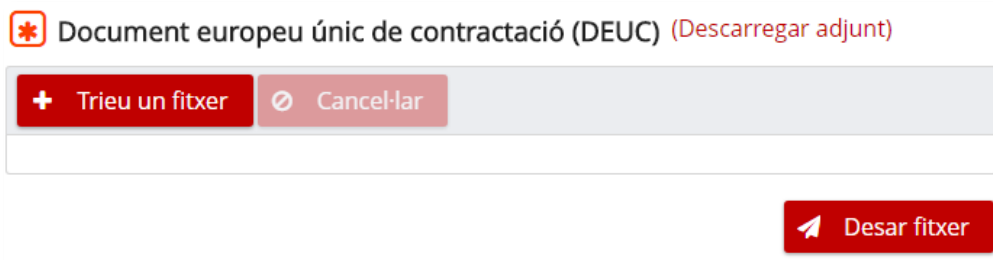 Document europeu únic de contractació (DEUC) (Descarregar adjunt)
Trieu un fitxer Cancel·lar
Desar fitxer